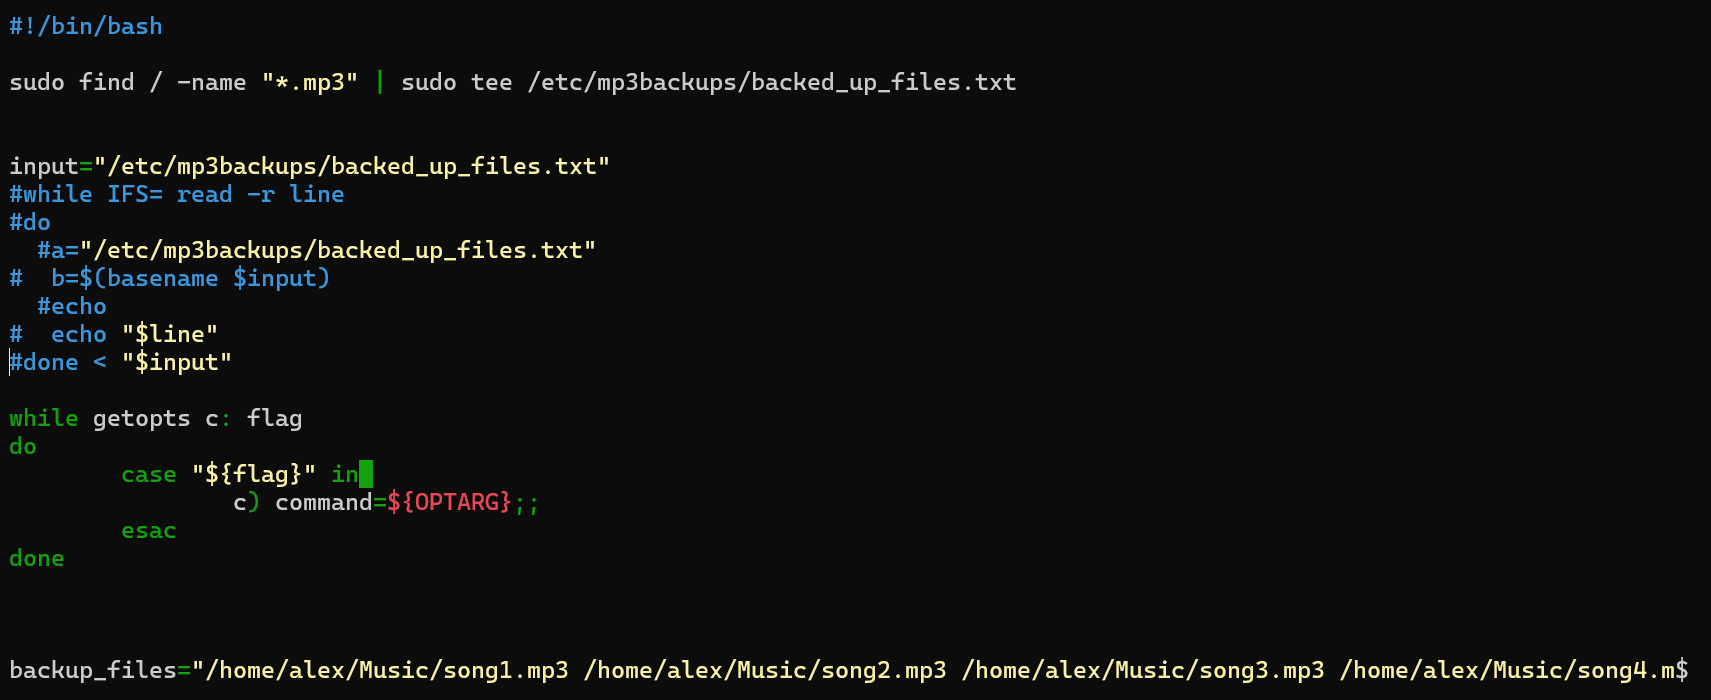 #!/bin/bash
sudo find / -name "*.mp3" | sudo tee /etc/mp3backups/backed_up_files.txt
input="/etc/mp3backups/backed_up_files.txt"
#while IFS= read -r line
#do
  #a="/etc/mp3backups/backed_up_files.txt"
#  b=$(basename $input)
  #echo
#  echo "$line"
#done < "$input"
while getopts c: flag
do
        case "${flag}" in
                c) command=${OPTARG};;
        esac
done
backup_files="/home/alex/Music/song1.mp3 /home/alex/Music/song2.mp3 /home/alex/Music/song3.mp3 /home/alex/Music/song4.m$